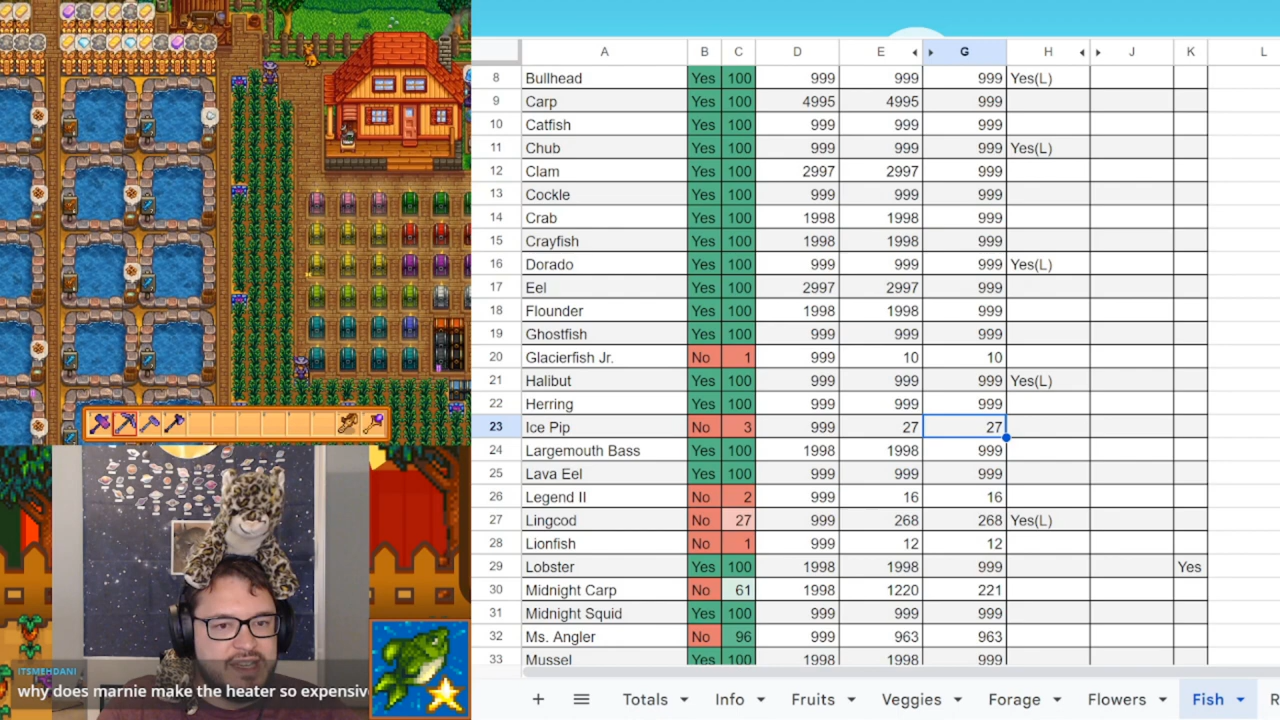 A B C D E G H J K L
8 Bullhead Yes 100 999 999 999 Yes(L)
9 Carp Yes 100 4995 4995 999
10 Catfish Yes 100 999 999 999
11 Chub Yes 100 999 999 999 Yes(L)
12 Clam Yes 100 2997 2997 999
13 Cockle Yes 100 999 999 999
14 Crab Yes 100 1998 1998 999
15 Crayfish Yes 100 1998 1998 999
16 Dorado Yes 100 999 999 999 Yes(L)
17 Eel Yes 100 2997 2997 999
18 Flounder Yes 100 1998 1998 999
19 Ghostfish Yes 100 999 999 999
20 Glacierfish Jr. No 1 999 10 10
21 Halibut Yes 100 999 999 999 Yes(L)
22 Herring Yes 100 999 999 999
23 Ice Pip No 3 999 27 27
24 Largemouth Bass Yes 100 1998 1998 999
25 Lava Eel Yes 100 999 999 999
26 Legend II No 2 999 16 16
27 Lingcod No 27 999 268 268 Yes(L)
28 Lionfish No 1 999 12 12
29 Lobster Yes 100 1998 1998 999 Yes
30 Midnight Carp No 61 1998 1220 221
31 Midnight Squid Yes 100 999 999 999
32 Ms. Angler No 96 999 963 963
33 Mussel Yes 100 1998 1998 999
+ Totals Info Fruits Veggies Forage Flowers Fish R
ITSMEHDANI
why does marnie make the heater so expensiv